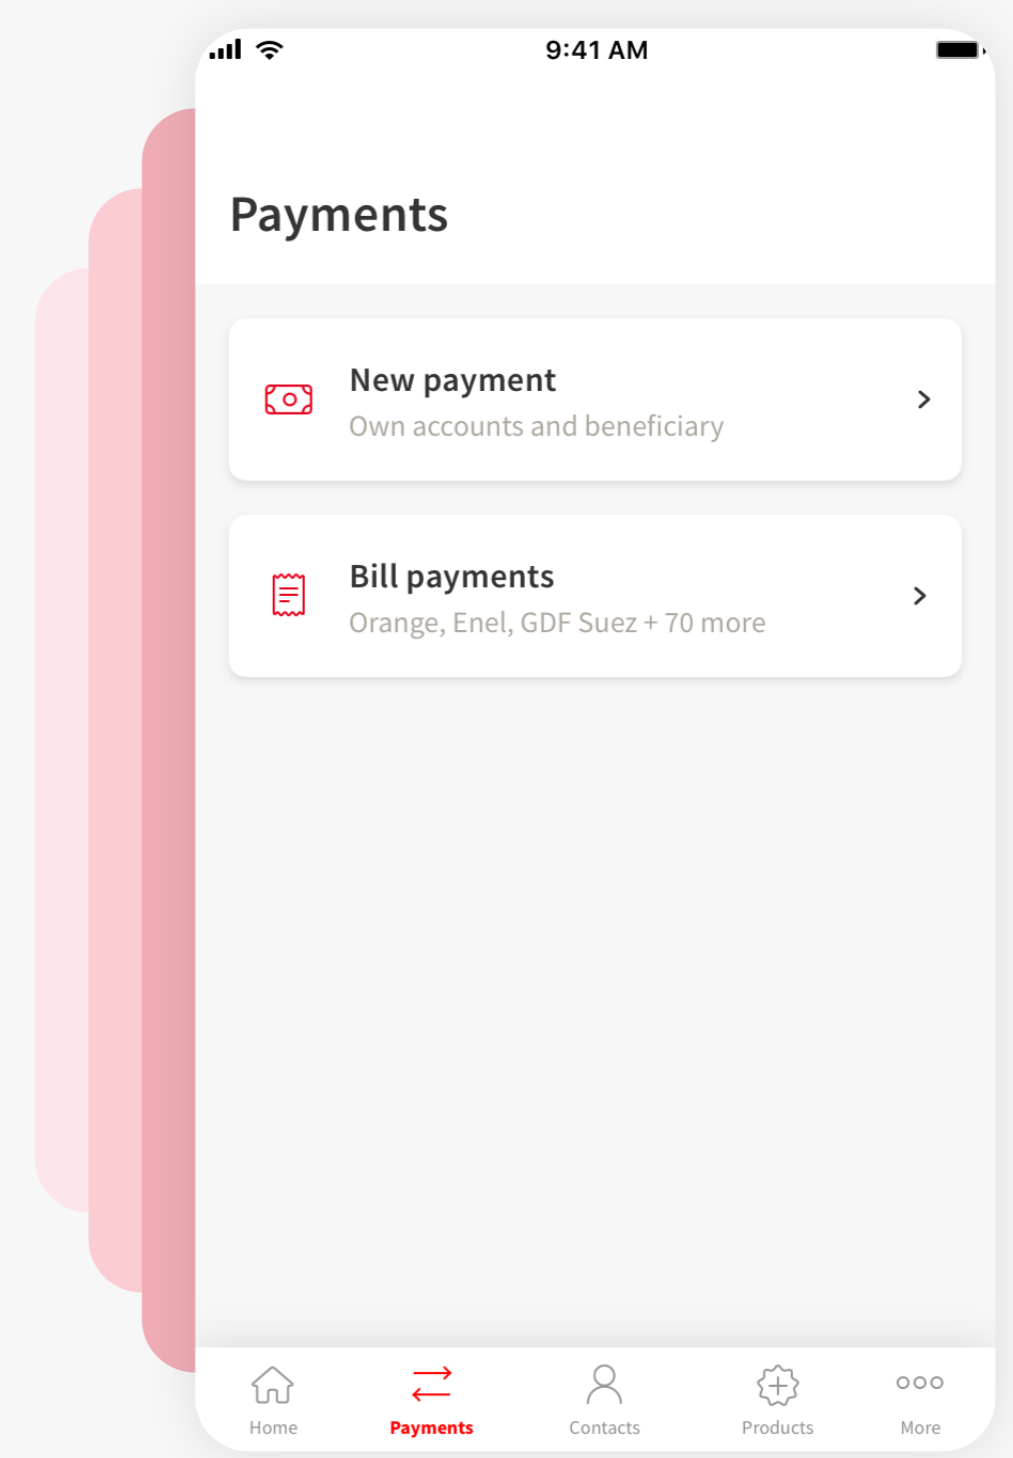 9:41 AM
Payments
New payment
Own accounts and beneficiary
Bill payments
Orange, Enel, GDF Suez + 70 more
Home
Payments
Contacts
Products
More